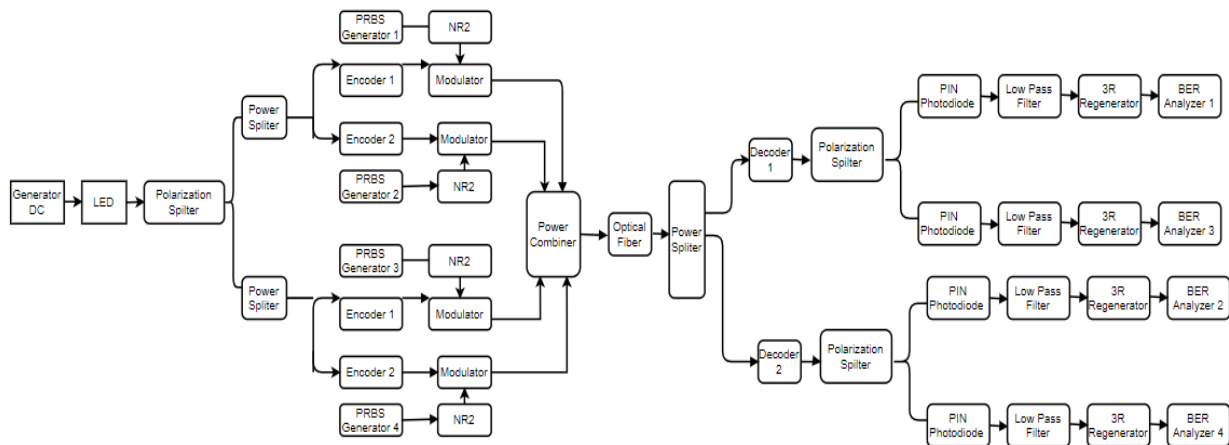 Generator
DC
LED
Polarization
Spilter
Power
Spliter
PRBS
Generator 1
NR2
Encoder 1
Modulator
Encoder 2
Modulator
PRBS
Generator 2
NR2
Power
Spliter
PRBS
Generator 3
NR2
Encoder 1
Modulator
Encoder 2
Modulator
PRBS
Generator 4
NR2
Power
Combiner
Optical
Fiber
Power
Spliter
Decoder
1
Polarization
Spilter
PIN
Photodiode
Low Pass
Filter
3R
Regenerator
BER
Analyzer 1
PIN
Photodiode
Low Pass
Filter
3R
Regenerator
BER
Analyzer 3
Decoder
2
Polarization
Spilter
PIN
Photodiode
Low Pass
Filter
3R
Regenerator
BER
Analyzer 2
PIN
Photodiode
Low Pass
Filter
3R
Regenerator
BER
Analyzer 4